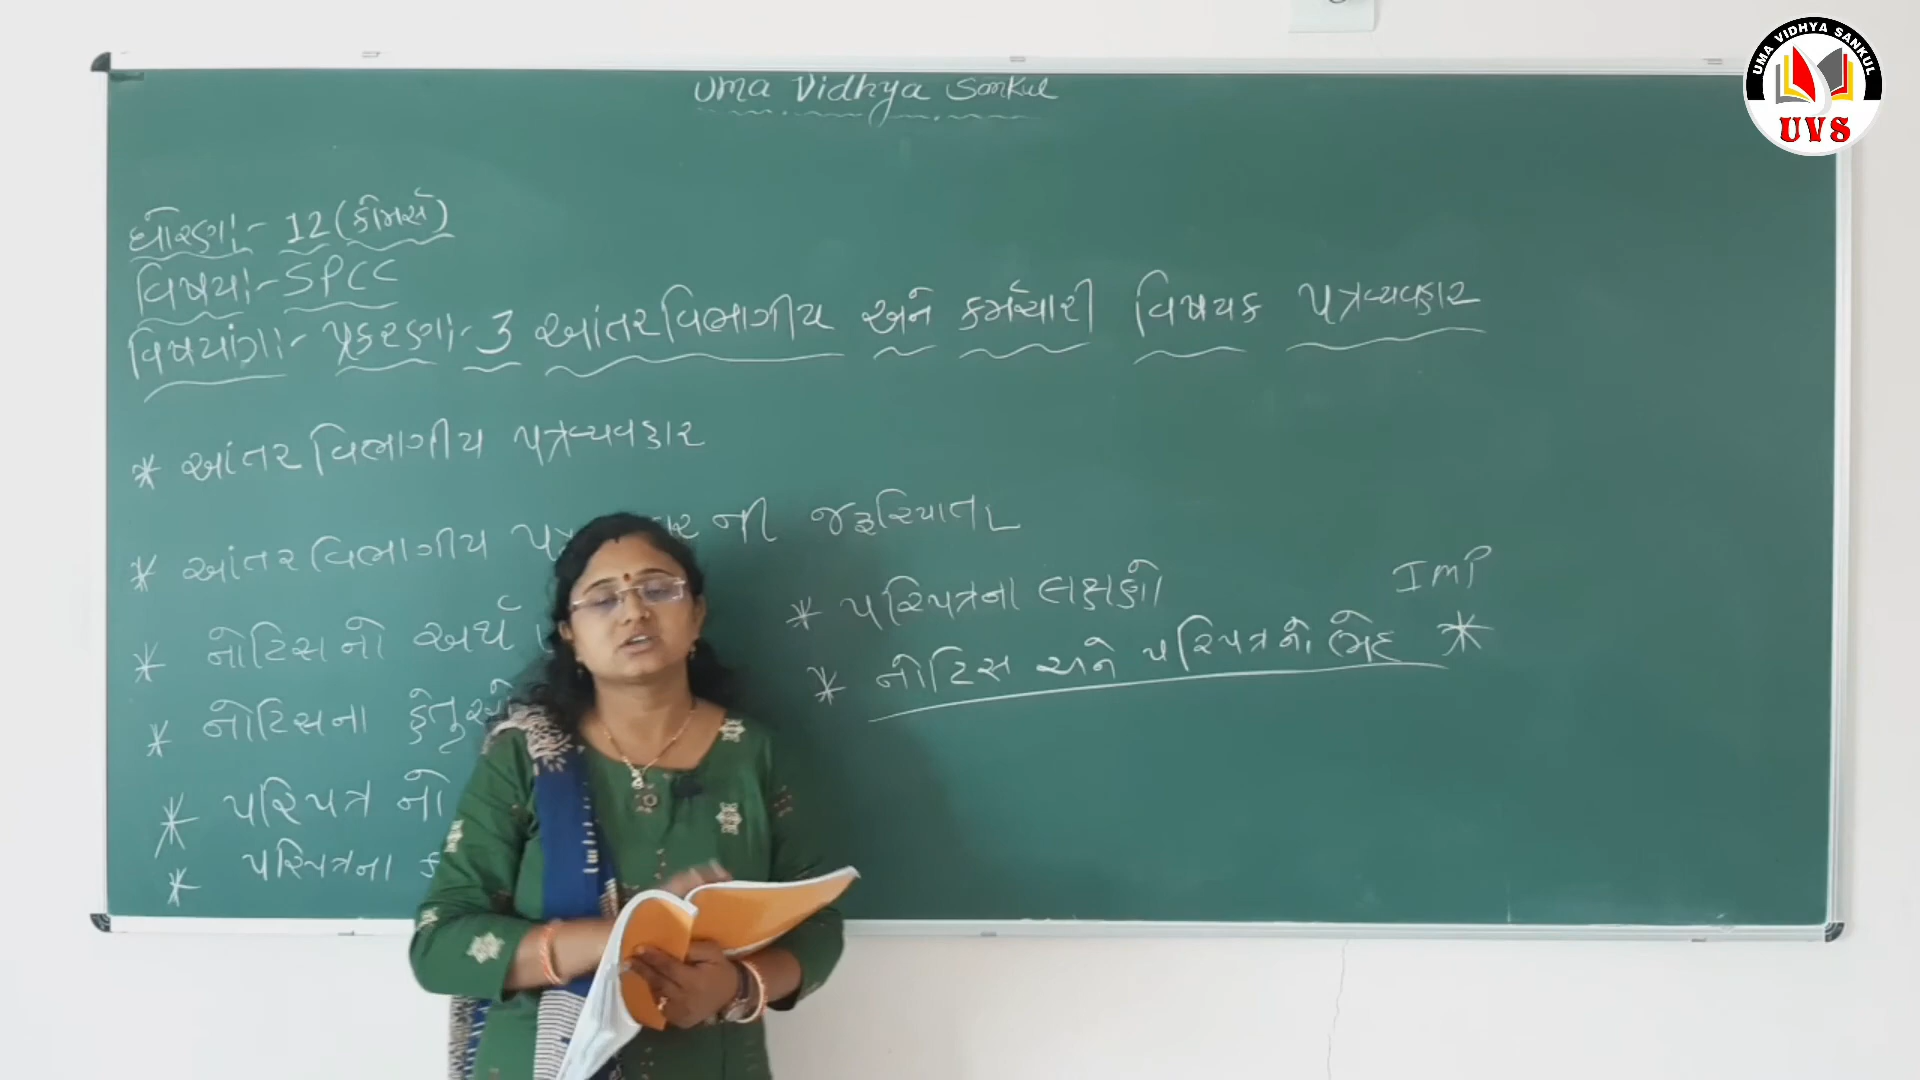 Uma Vidhya Sankul
UMA VIDHYA SANKUL
UVS
ધોરણઃ- 12 (કોમર્સ)
વિષયઃ- SPCC
વિષયાંગઃ- પ્રકરણઃ- 3 આંતરવિભાગીય અને કર્મચારી વિષયક પત્રવ્યવહાર
* આંતરવિભાગીય પત્રવ્યવહાર
* આંતરવિભાગીય ની જરૂરિયાત
* નોટિસનો અર્થ
* નોટિસના હેતુઓ
* પરિપત્ર નો
* પરિપત્રના
* પરિપત્રના લક્ષણો
IMP
* નોટિસ અને પરિપત્રનો ભેદ *